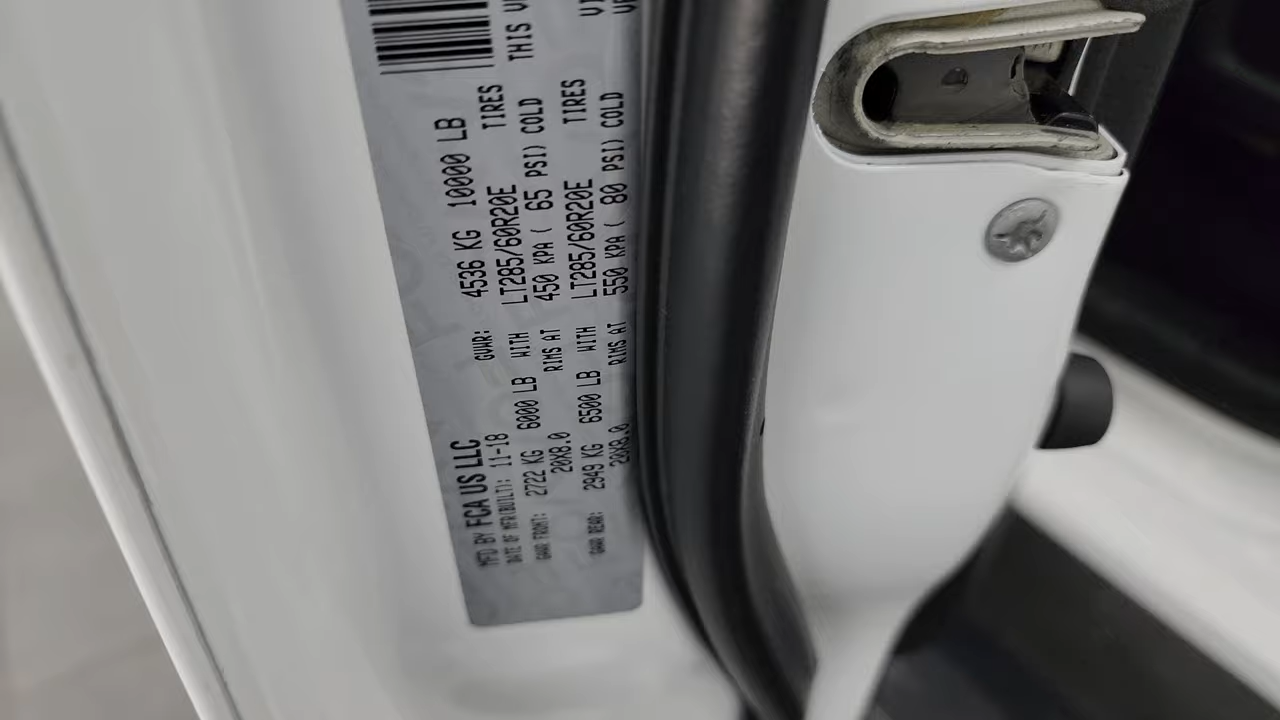 MFD BY FCA US LLC
DATE OF MFR(BUILT): 11-18 GVWR: 4536 KG 10000 LB
GAWR FRONT: 2722 KG 6000 LB WITH LT285/60R20E TIRES
20X8.0 RIMS AT 450 KPA ( 65 PSI) COLD
GAWR REAR: 2949 KG 6500 LB WITH LT285/60R20E TIRES
20X8.0 RIMS AT 550 KPA ( 80 PSI) COLD
THIS